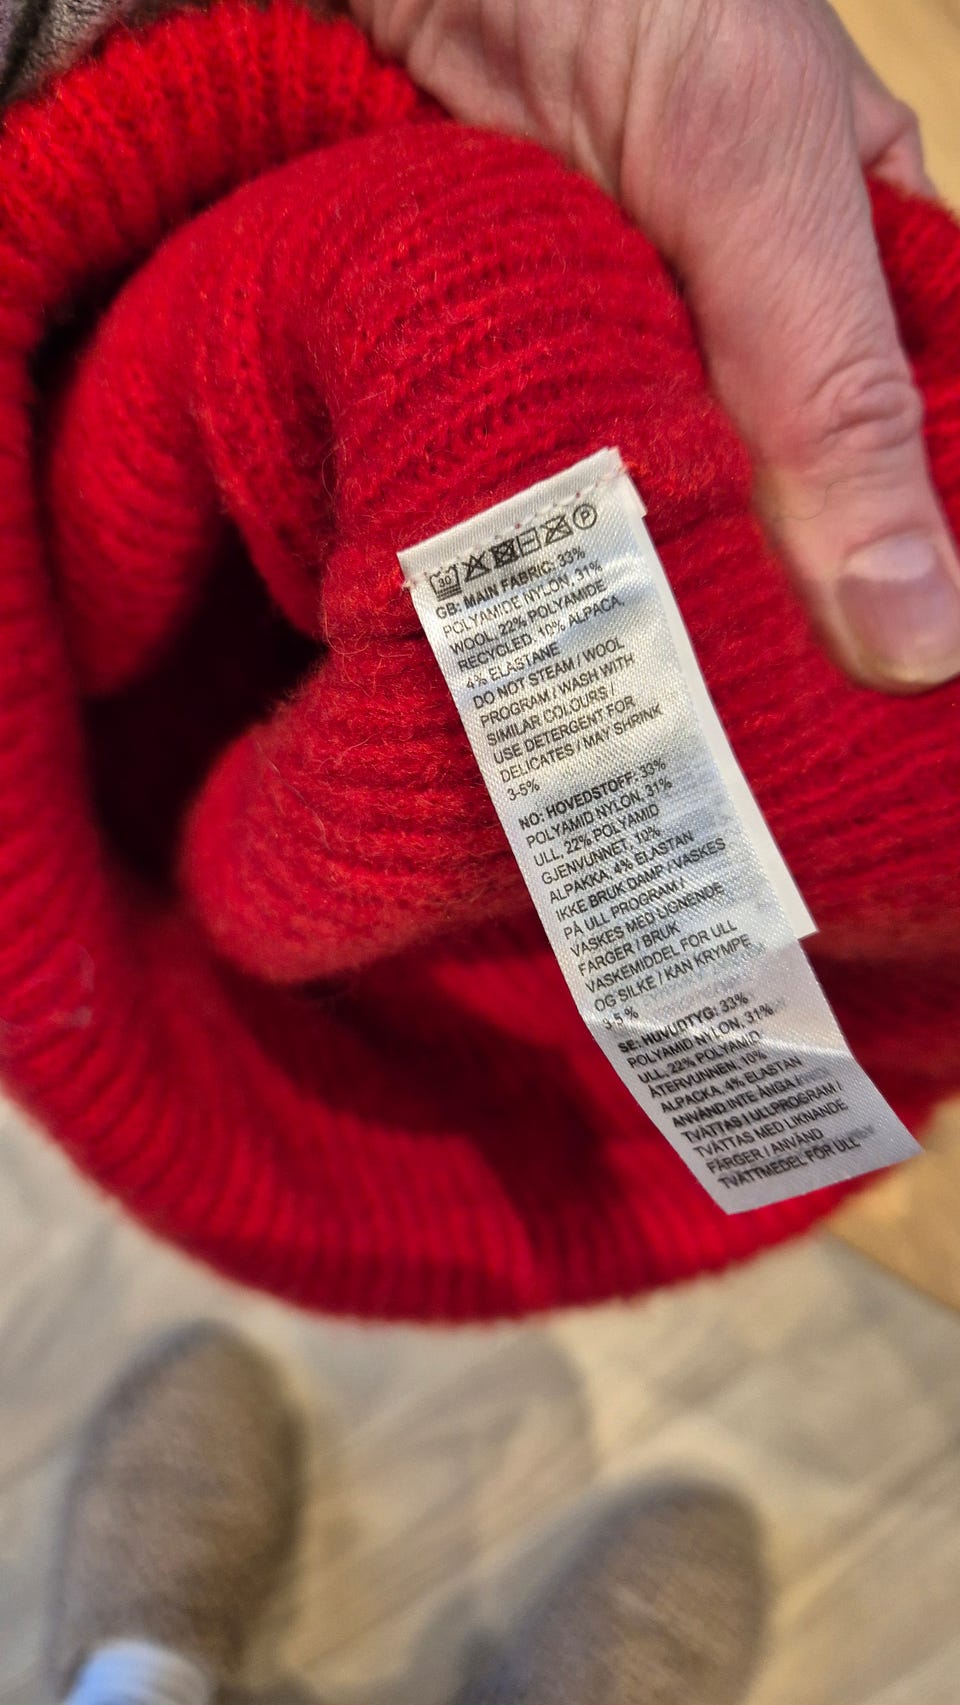 30 P
GB: MAIN FABRIC: 33%
POLYAMIDE NYLON, 31%
WOOL, 22% POLYAMIDE
RECYCLED, 10% ALPACA,
4% ELASTANE
DO NOT STEAM / WOOL
PROGRAM / WASH WITH
SIMILAR COLOURS /
USE DETERGENT FOR
DELICATES / MAY SHRINK
3-5%
NO: HOVEDSTOFF: 33%
POLYAMID NYLON, 31%
ULL, 22% POLYAMID
GJENVUNNET, 10%
ALPAKKA, 4% ELASTAN
IKKE BRUK DAMP / VASKES
PÅ ULL PROGRAM /
VASKES MED LIGNENDE
FARGER / BRUK
VASKEMIDDEL FOR ULL
OG SILKE / KAN KRYMPE
3-5 %
SE: HUVUDTYG: 33%
POLYAMID NYLON, 31%
ULL, 22% POLYAMID
ÅTERVUNNEN, 10%
ALPACKA, 4% ELASTAN
ANVÄND INTE ÅNGA /
TVÄTTAS I ULLPROGRAM /
TVÄTTAS MED LIKNANDE
FÄRGER / ANVÄND
TVÄTTMEDEL FÖR ULL